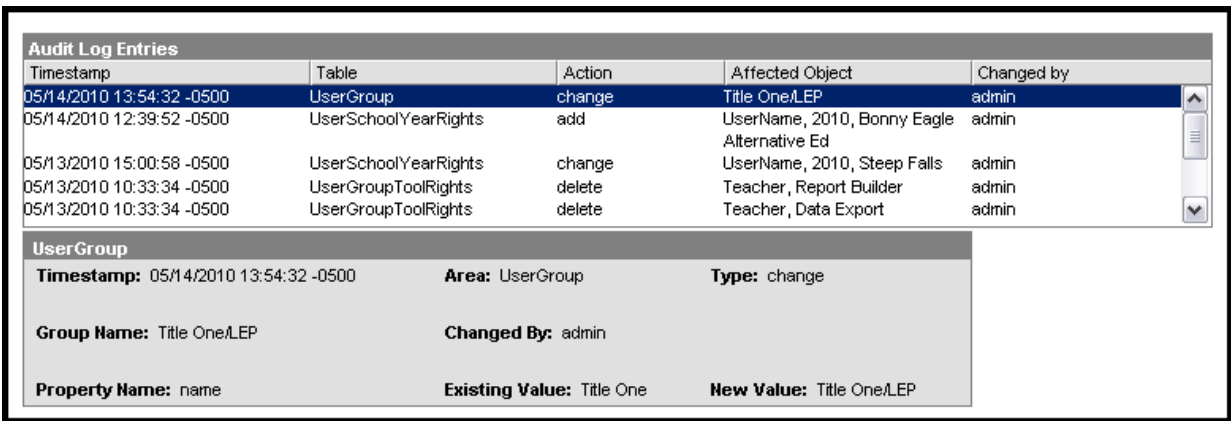 Audit Log Entries
Timestamp Table Action Affected Object Changed by
05/14/2010 13:54:32 -0500 UserGroup change Title One/LEP admin
05/14/2010 12:39:52 -0500 UserSchoolYearRights add UserName, 2010, Bonny Eagle admin
Alternative Ed
05/13/2010 15:00:58 -0500 UserSchoolYearRights change UserName, 2010, Steep Falls admin
05/13/2010 10:33:34 -0500 UserGroupToolRights delete Teacher, Report Builder admin
05/13/2010 10:33:34 -0500 UserGroupToolRights delete Teacher, Data Export admin
UserGroup
Timestamp: 05/14/2010 13:54:32 -0500 Area: UserGroup Type: change
Group Name: Title One/LEP Changed By: admin
Property Name: name Existing Value: Title One New Value: Title One/LEP